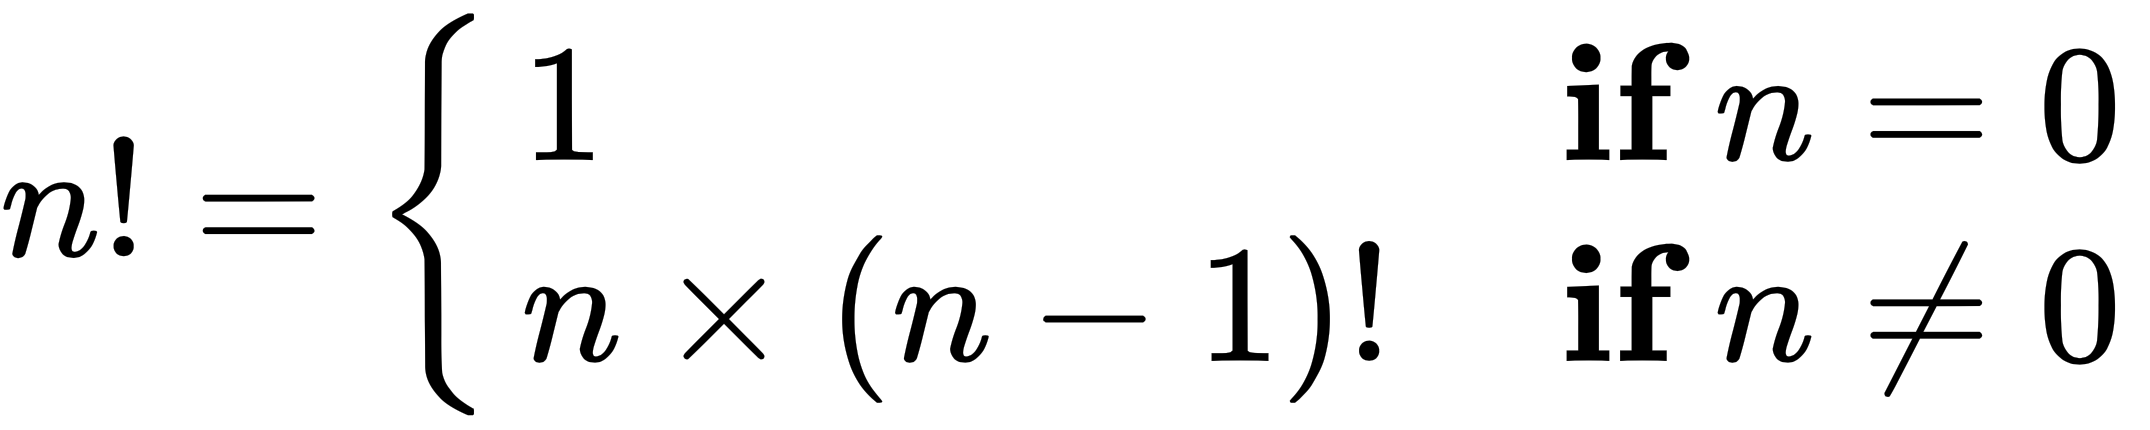 n! = { 1 if n = 0
n × (n − 1)! if n ≠ 0